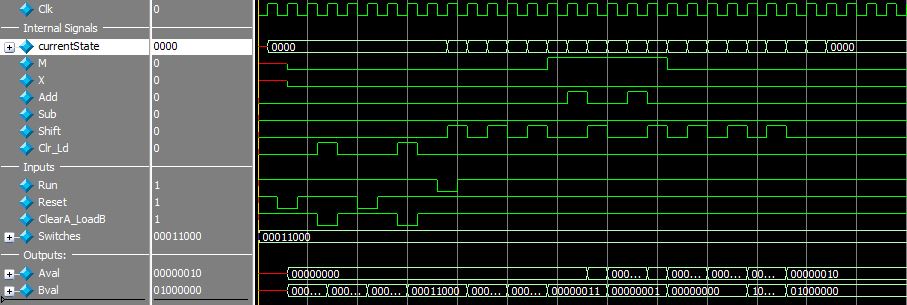 Clk 0
Internal Signals
currentState 0000 0000 0000
M 0
X 0
Add 0
Sub 0
Shift 0
Clr_Ld 0
Inputs
Run 1
Reset 1
ClearA_LoadB 1
Switches 00011000 00011000
Outputs:
Aval 00000010 00000000 000... 000... 000... 00... 00000010
Bval 01000000 000... 000... 000... 00011000 000... 000... 00000011 00000001 00000000 10... 01000000